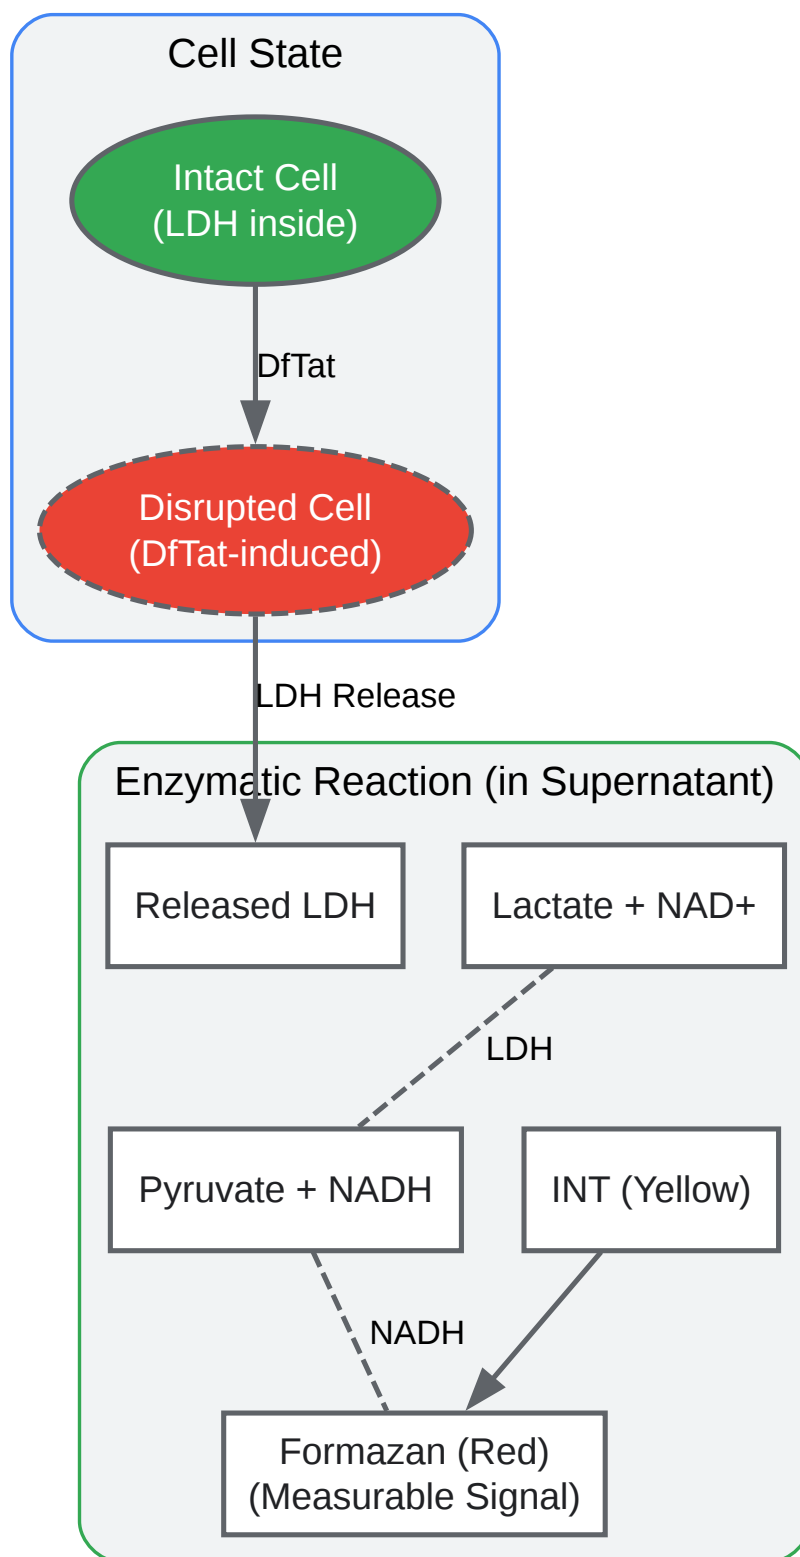 Cell State
Intact Cell
(LDH inside)
DfTat
Disrupted Cell
(DfTat-induced)
LDH Release
Enzymatic Reaction (in Supernatant)
Released LDH
Lactate + NAD+
LDH
Pyruvate + NADH
INT (Yellow)
NADH
Formazan (Red)
(Measurable Signal)